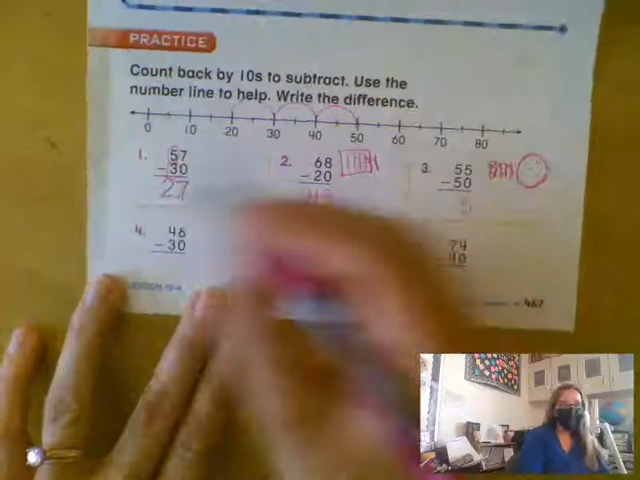 PRACTICE
Count back by 10s to subtract. Use the
number line to help. Write the difference.
0 10 20 30 40 50 60 70 80
1. 57 2. 68 3. 55
-30 -20 -50
27
4. 46 74
-30
467